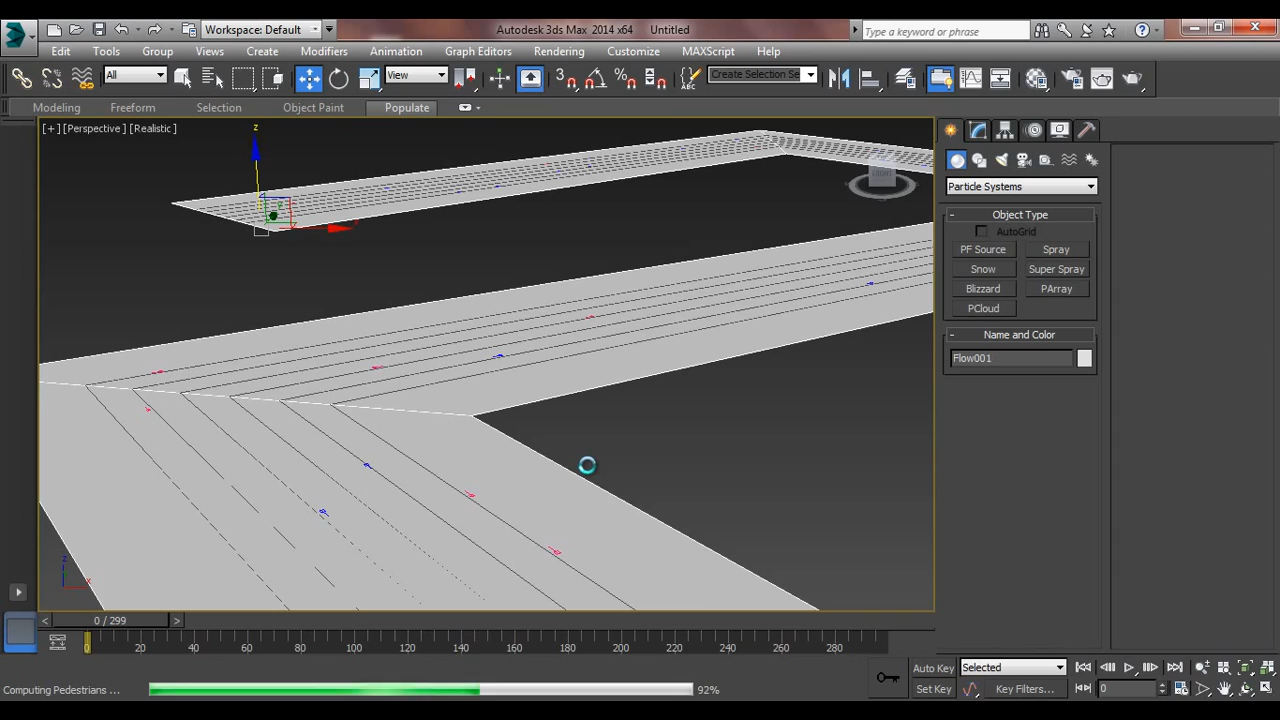 Workspace: Default
Autodesk 3ds Max 2014 x64 Untitled
Type a keyword or phrase
Edit Tools Group Views Create Modifiers Animation Graph Editors Rendering Customize MAXScript Help
All
View
Create Selection Se
Modeling Freeform Selection Object Paint Populate
[+] [Perspective] [Realistic]
z
x
Particle Systems
- Object Type
AutoGrid
PF Source Spray
Snow Super Spray
Blizzard PArray
PCloud
- Name and Color
Flow001
z
x
< 0 / 299 >
0 20 40 60 80 100 120 140 160 180 200 220 240 260 280
Auto Key Selected
Set Key Key Filters... 0
Computing Pedestrians ... 92%